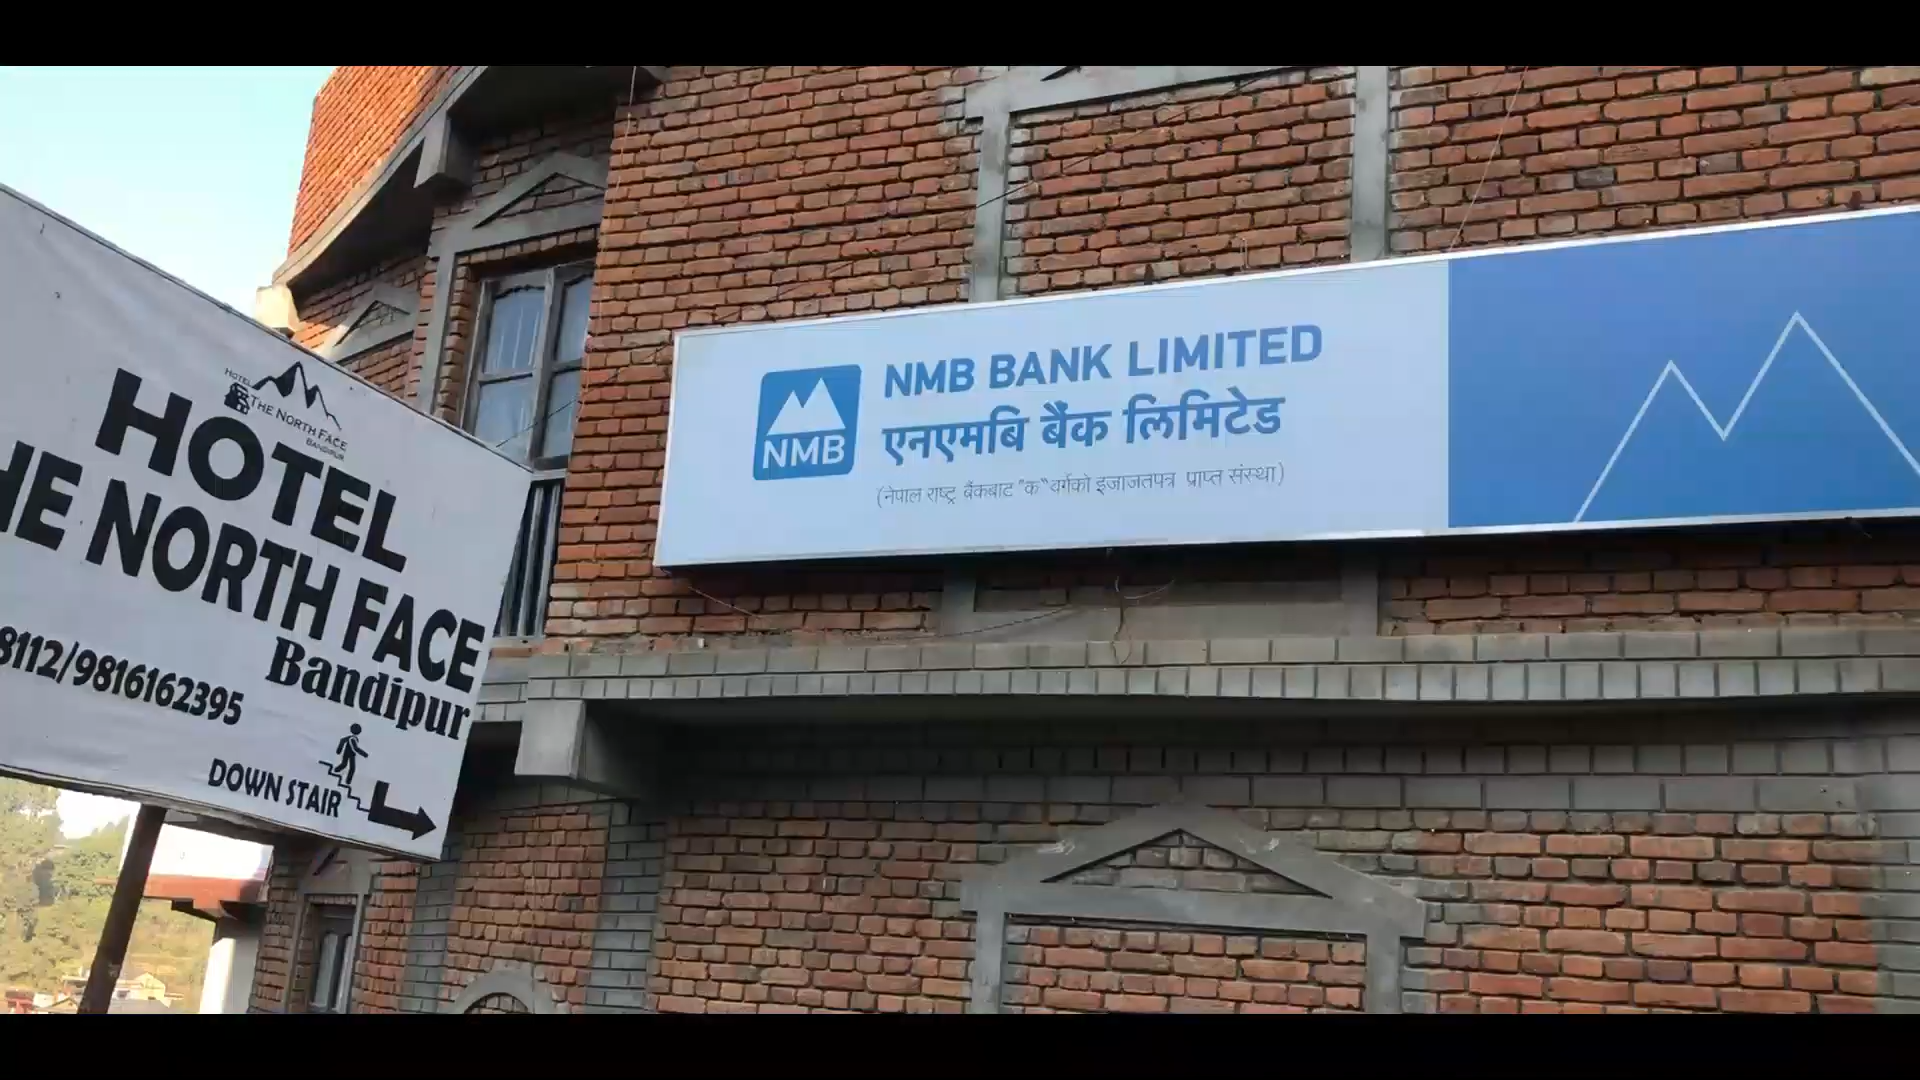 HOTEL
THE NORTH FACE
BANDIPUR
HOTEL
HE NORTH FACE
Bandipur
8112/9816162395
DOWN STAIR
NMB
NMB BANK LIMITED
एनएमबि बैंक लिमिटेड
(नेपाल राष्ट्र बैंकबाट "क" वर्गको इजाजतपत्र प्राप्त संस्था)